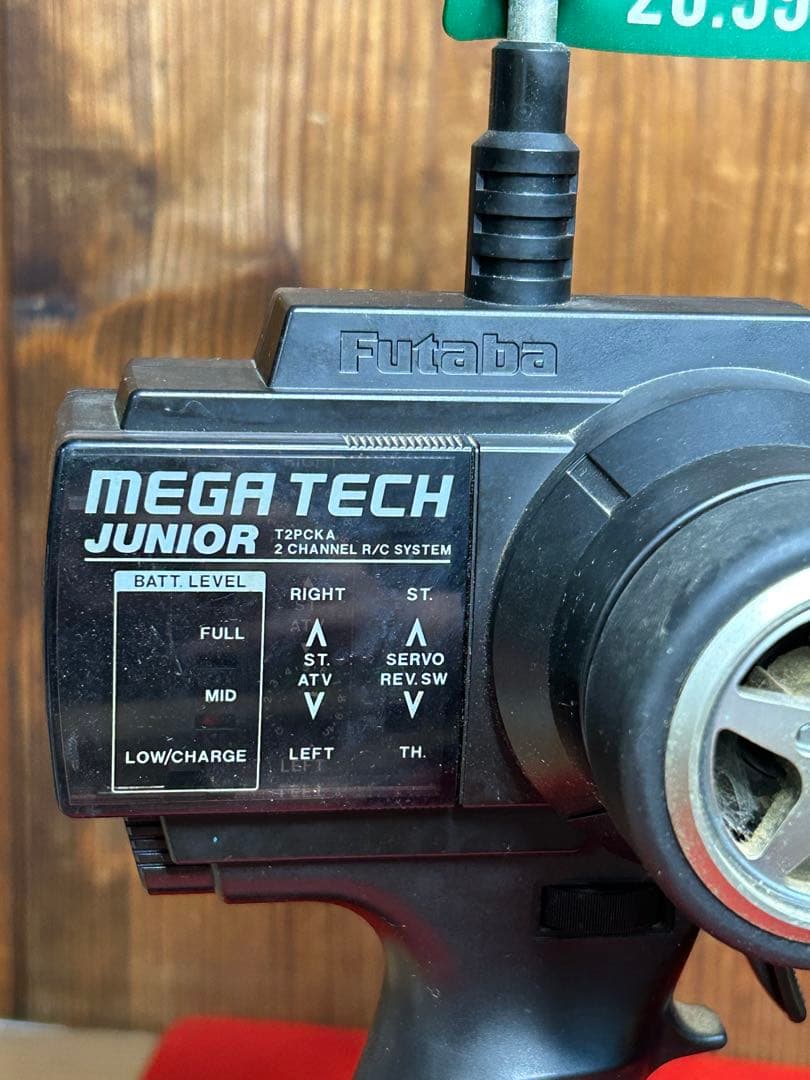 Futaba
MEGA TECH
JUNIOR T2PCKA
2 CHANNEL R/C SYSTEM
BATT. LEVEL
FULL
MID
LOW/CHARGE
RIGHT
ST.
ATV
LEFT
ST.
SERVO
REV. SW
TH.